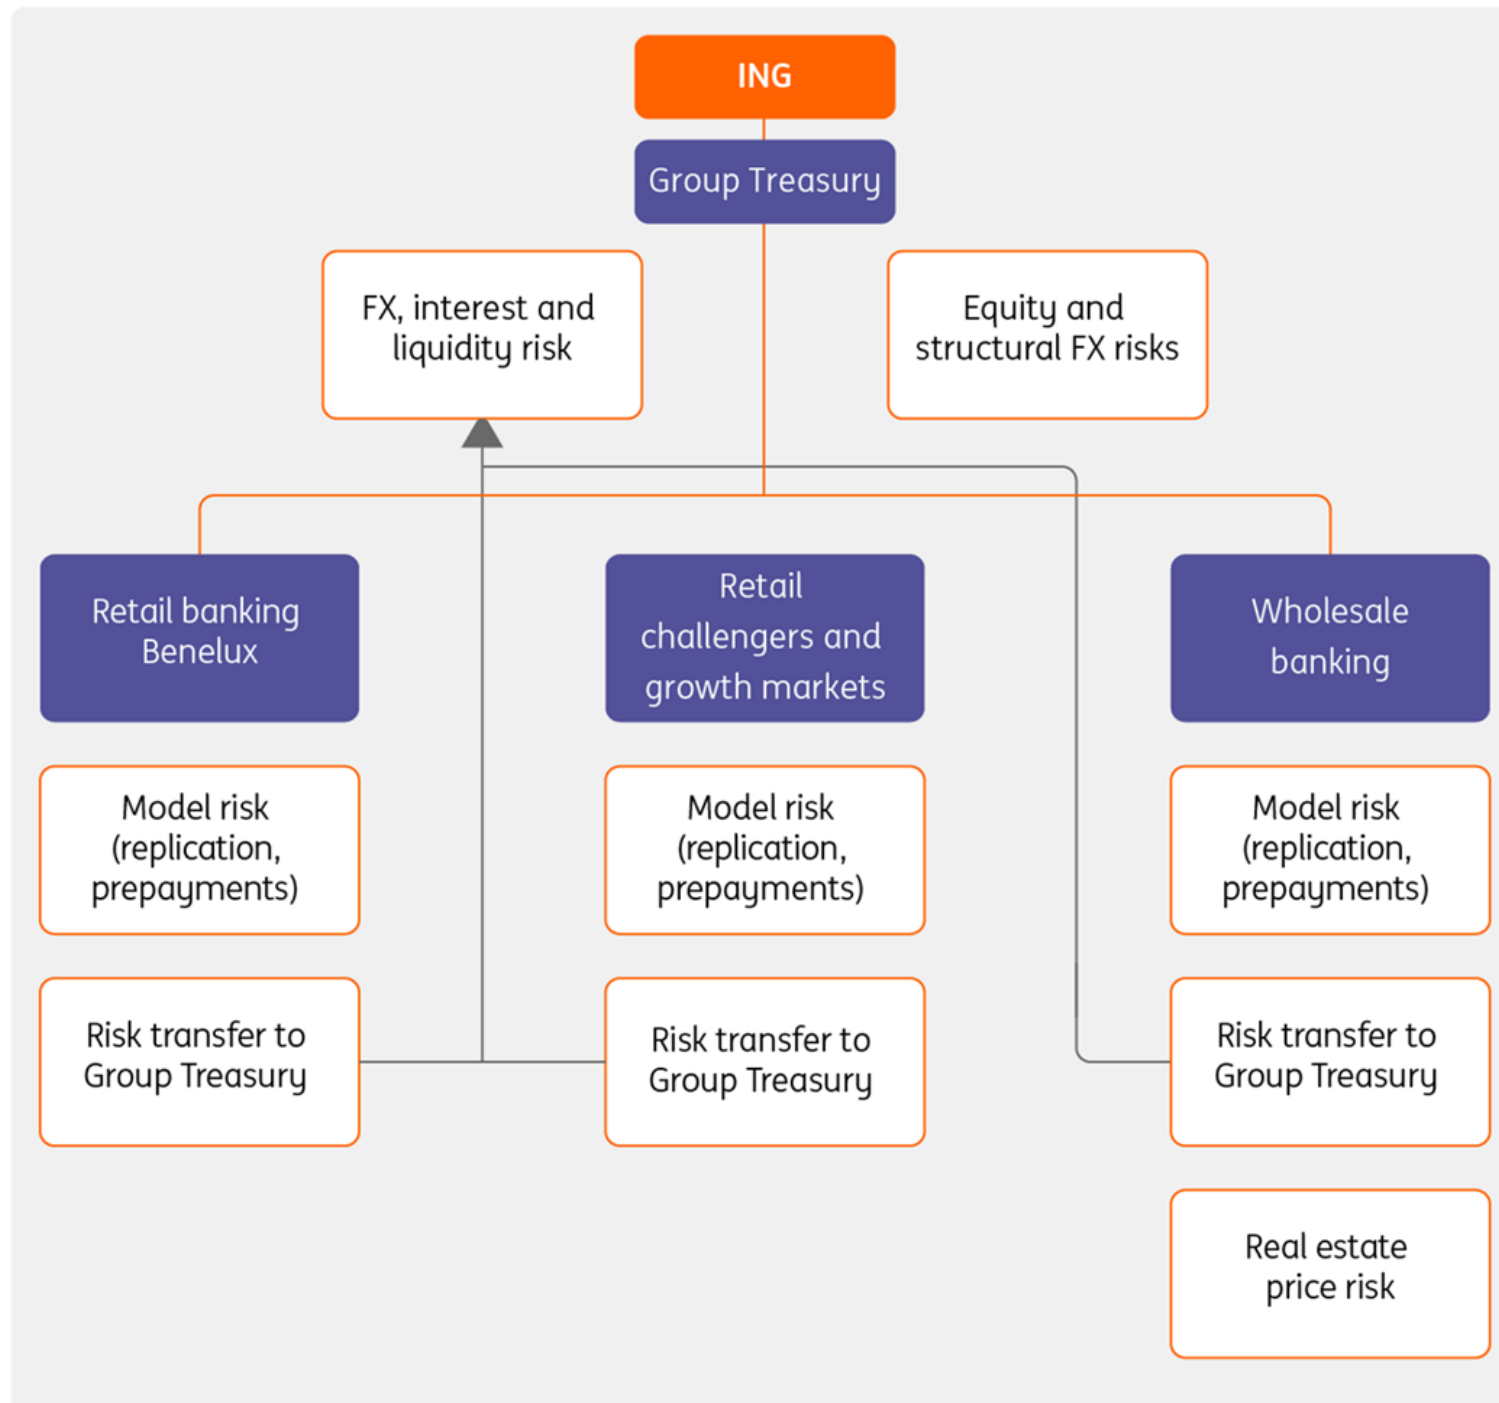 ING
Group Treasury
FX, interest and
liquidity risk
Equity and
structural FX risks
Retail banking
Benelux
Retail
challengers and
growth markets
Wholesale
banking
Model risk
(replication,
prepayments)
Model risk
(replication,
prepayments)
Model risk
(replication,
prepayments)
Risk transfer to
Group Treasury
Risk transfer to
Group Treasury
Risk transfer to
Group Treasury
Real estate
price risk